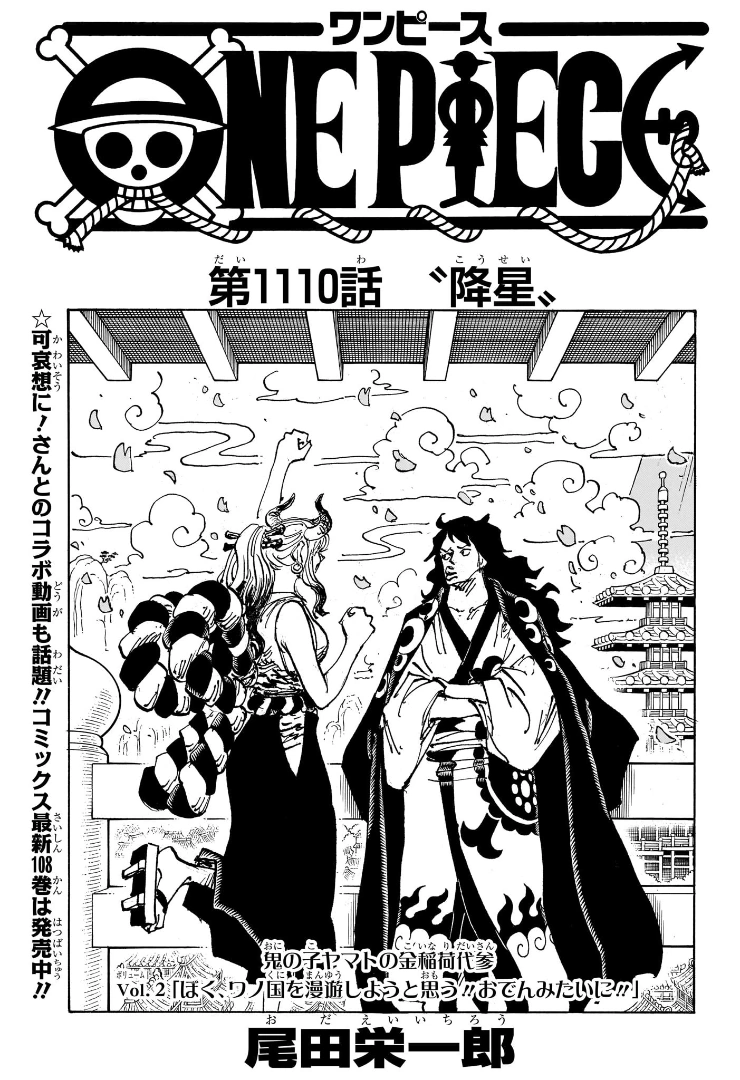 ワンピース
ONE PIECE
第1110話 〝降星〟
☆可哀想に!さんとのコラボ動画も話題!!コミックス最新108巻は発売中!!
鬼の子ヤマトの金稲荷代参
Vol.2「ぼく、ワノ国を漫遊しようと思う!!おでんみたいに!!」
尾田栄一郎